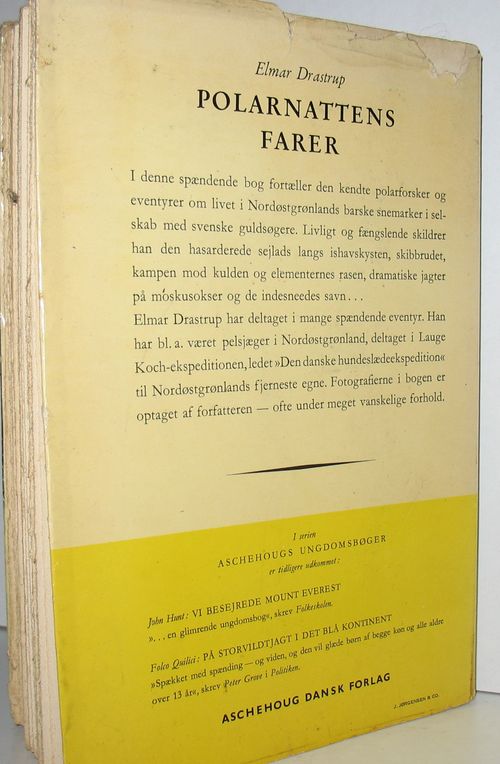 Elmar Drastrup
POLARNATTENS
FARER
I denne spændende bog fortæller den kendte polarforsker og
eventyrer om livet i Nordøstgrønlands barske snemarker i sel-
skab med svenske guldsøgere. Livligt og fængslende skildrer
han den hasarderede sejlads langs ishavskysten, skibbrudet,
kampen mod kulden og elementernes rasen, dramatiske jagter
på moskusokser og de indesneedes savn...
Elmar Drastrup har deltaget i mange spændende eventyr. Han
har bl. a. været pelsjæger i Nordøstgrønland, deltaget i Lauge
Koch-ekspeditionen, ledet »Den danske hundeslædeekspedition«
til Nordøstgrønlands fjerneste egne. Fotografierne i bogen er
optaget af forfatteren — ofte under meget vanskelige forhold.
I serien
ASCHEHOUGS UNGDOMSBØGER
er tidligere udkommet:
John Hunt: VI BESEJREDE MOUNT EVEREST
»... en glimrende ungdomsbog«, skrev Folkeskolen.
Folco Quilici: PÅ STORVILDTJAGT I DET BLÅ KONTINENT
»Spækket med spænding — og viden, og den vil glæde børn af begge køn og alle aldre
over 13 år«, skrev Peter Grove i Politiken.
ASCHEHOUG DANSK FORLAG
J. JØRGENSEN & CO.